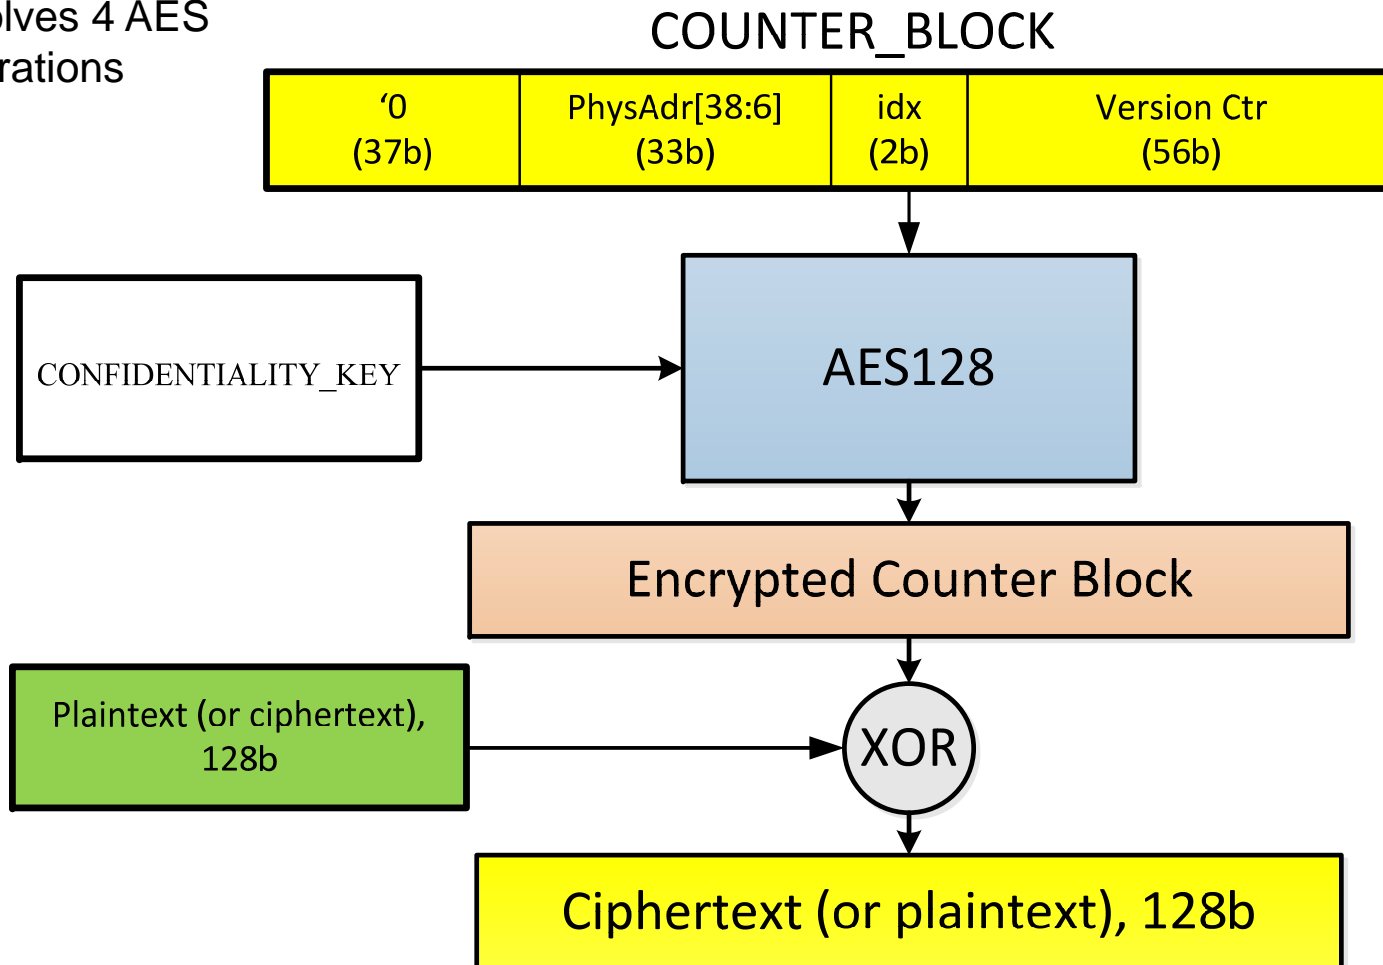 olves 4 AES
rations
COUNTER_BLOCK
‘0
(37b)
PhysAdr[38:6]
(33b)
idx
(2b)
Version Ctr
(56b)
CONFIDENTIALITY_KEY
AES128
Encrypted Counter Block
Plaintext (or ciphertext),
128b
XOR
Ciphertext (or plaintext), 128b